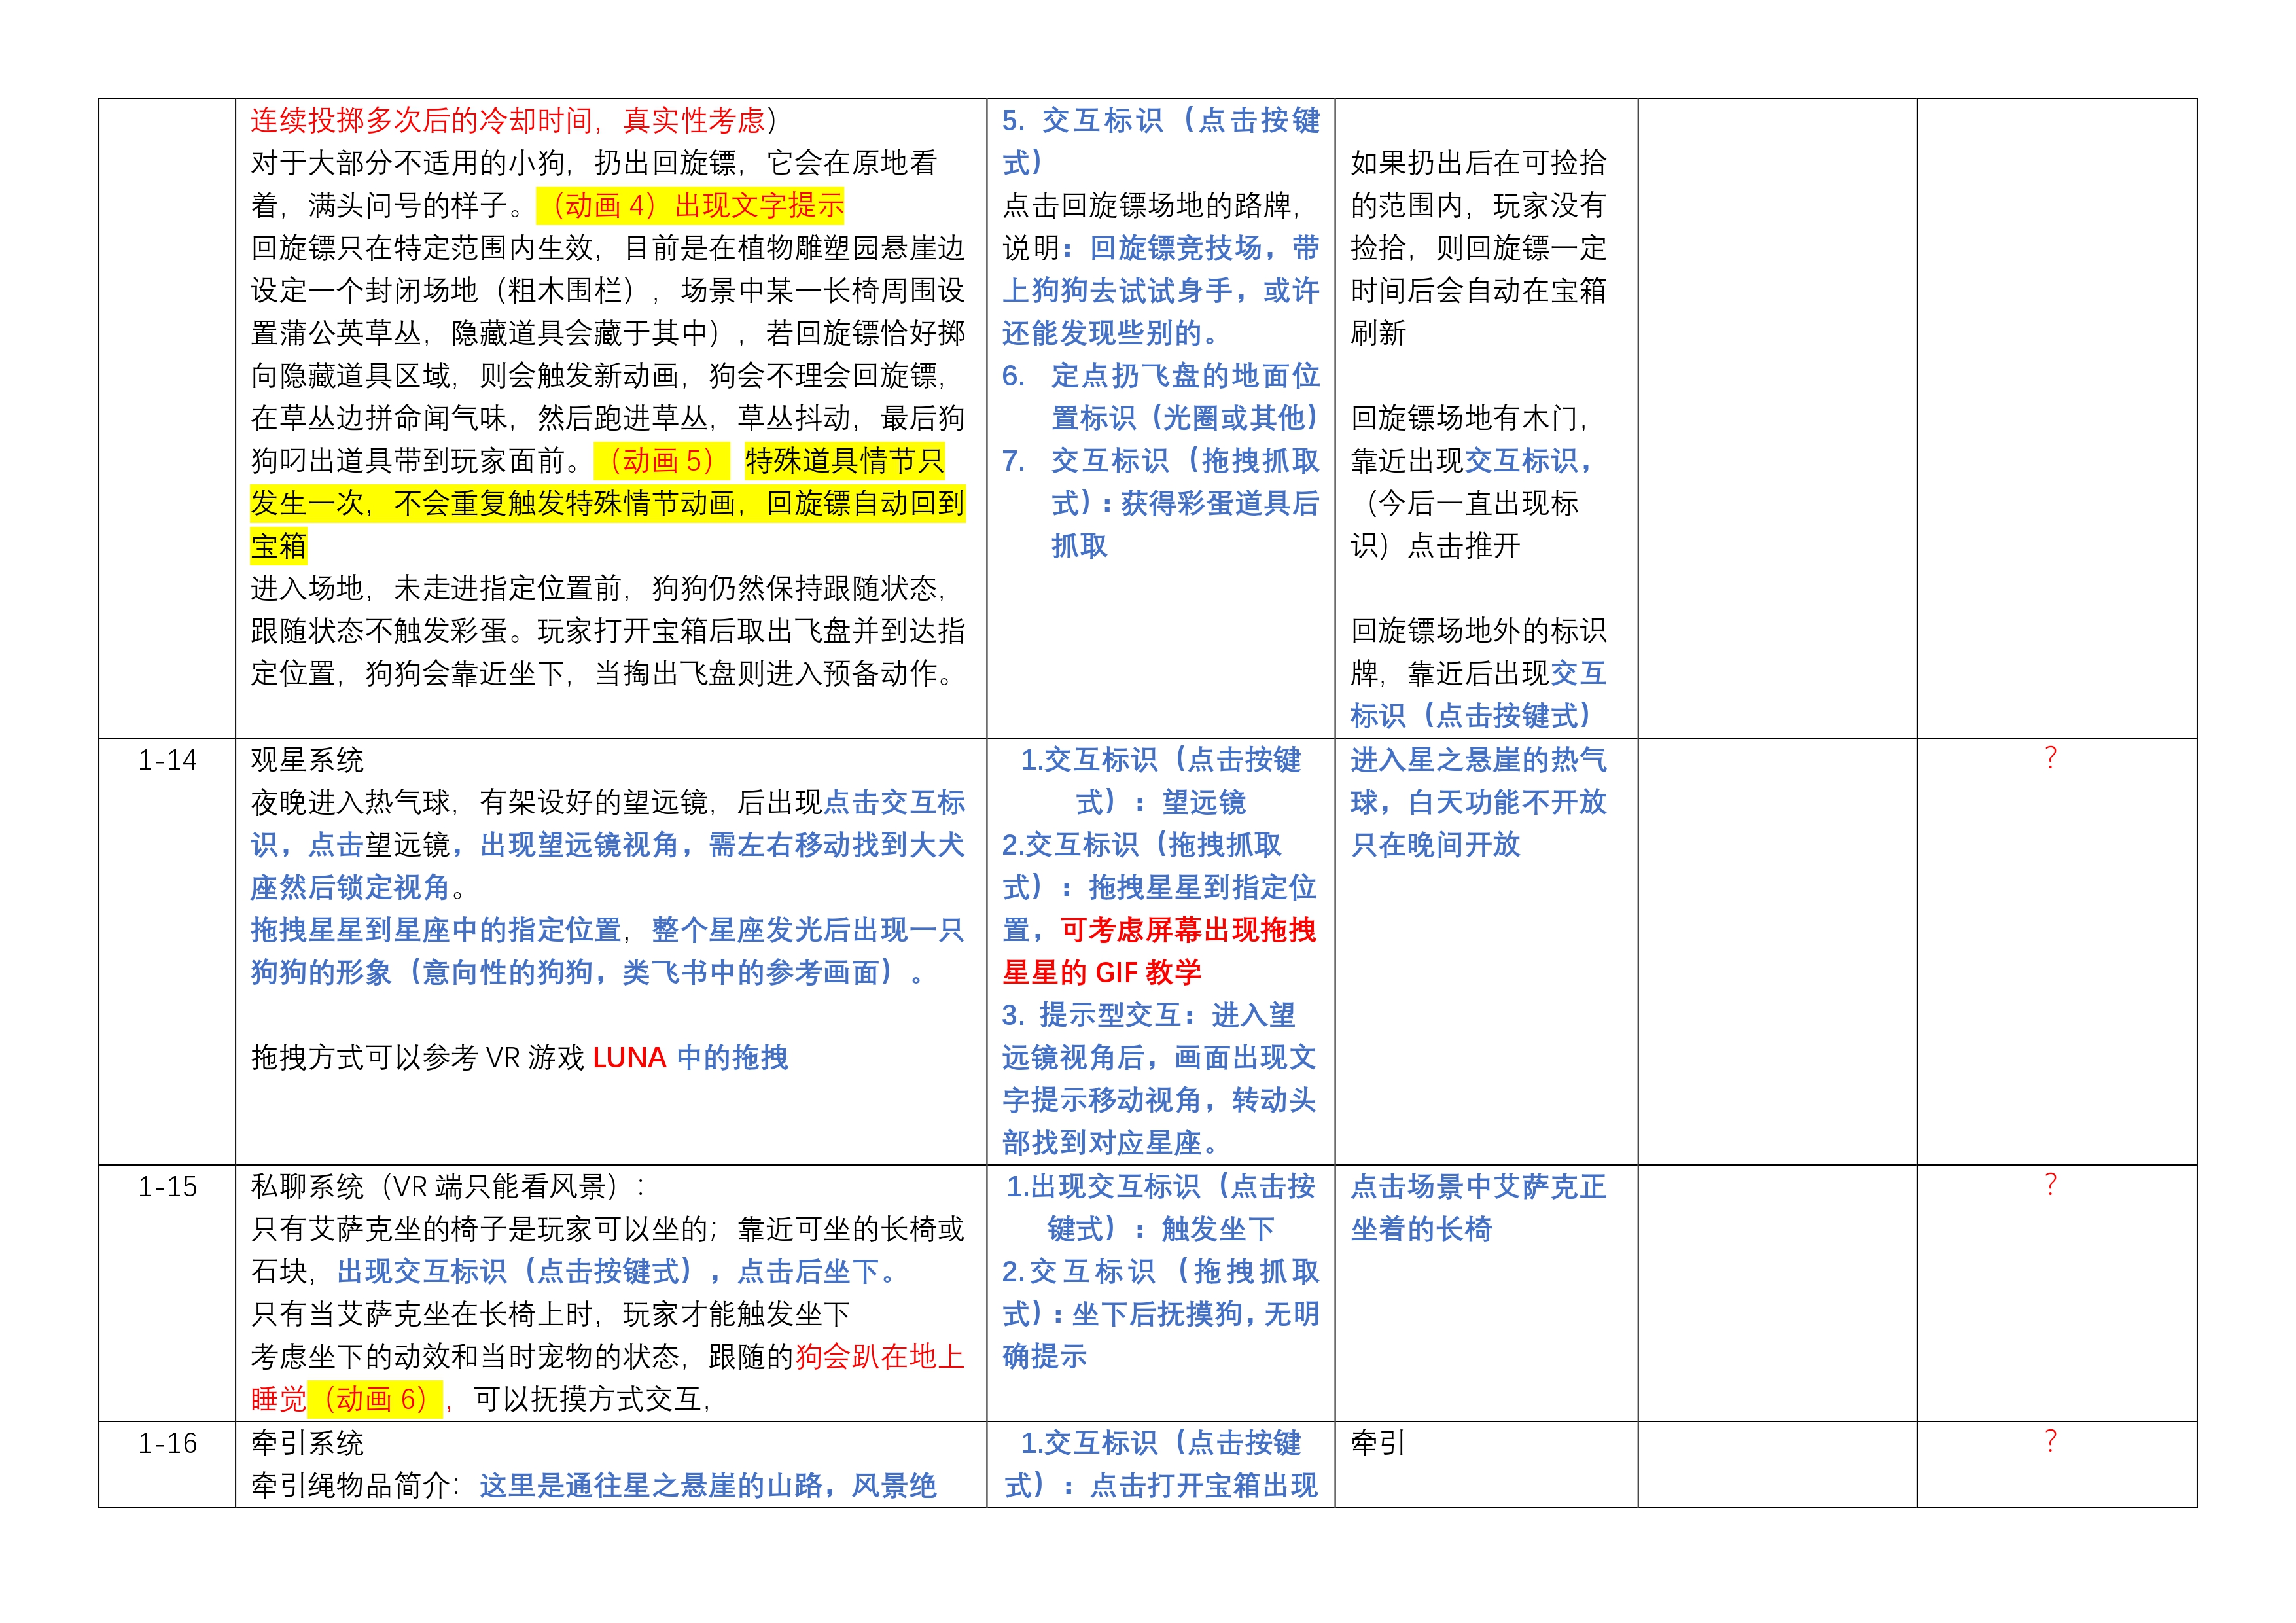 连续投掷多次后的冷却时间，真实性考虑）
对于大部分不适用的小狗，扔出回旋镖，它会在原地看
着，满头问号的样子。（动画 4）出现文字提示
回旋镖只在特定范围内生效，目前是在植物雕塑园悬崖边
设定一个封闭场地（粗木围栏），场景中某一长椅周围设
置蒲公英草丛，隐藏道具会藏于其中），若回旋镖恰好掷
向隐藏道具区域，则会触发新动画，狗会不理会回旋镖，
在草丛边拼命闻气味，然后跑进草丛，草丛抖动，最后狗
狗叼出道具带到玩家面前。（动画 5） 特殊道具情节只
发生一次，不会重复触发特殊情节动画，回旋镖自动回到
宝箱
进入场地，未走进指定位置前，狗狗仍然保持跟随状态，
跟随状态不触发彩蛋。玩家打开宝箱后取出飞盘并到达指
定位置，狗狗会靠近坐下，当掏出飞盘则进入预备动作。
5. 交互标识（点击按键
式）
点击回旋镖场地的路牌，
说明：回旋镖竞技场，带
上狗狗去试试身手，或许
还能发现些别的。
6. 定点扔飞盘的地面位
置标识（光圈或其他）
7. 交互标识（拖拽抓取
式）：获得彩蛋道具后
抓取
如果扔出后在可捡拾
的范围内，玩家没有
捡拾，则回旋镖一定
时间后会自动在宝箱
刷新
回旋镖场地有木门，
靠近出现交互标识，
（今后一直出现标
识）点击推开
回旋镖场地外的标识
牌，靠近后出现交互
标识（点击按键式）
1-14
观星系统
夜晚进入热气球，有架设好的望远镜，后出现点击交互标
识，点击望远镜，出现望远镜视角，需左右移动找到大犬
座然后锁定视角。
拖拽星星到星座中的指定位置，整个星座发光后出现一只
狗狗的形象（意向性的狗狗，类飞书中的参考画面）。
拖拽方式可以参考 VR 游戏 LUNA 中的拖拽
1.交互标识（点击按键
式）：望远镜
2.交互标识（拖拽抓取
式）：拖拽星星到指定位
置，可考虑屏幕出现拖拽
星星的 GIF 教学
3. 提示型交互：进入望
远镜视角后，画面出现文
字提示移动视角，转动头
部找到对应星座。
进入星之悬崖的热气
球，白天功能不开放
只在晚间开放
？
1-15
私聊系统（VR 端只能看风景）：
只有艾萨克坐的椅子是玩家可以坐的；靠近可坐的长椅或
石块，出现交互标识（点击按键式），点击后坐下。
只有当艾萨克坐在长椅上时，玩家才能触发坐下
考虑坐下的动效和当时宠物的状态，跟随的狗会趴在地上
睡觉（动画 6），可以抚摸方式交互，
1.出现交互标识（点击按
键式）：触发坐下
2.交互标识（拖拽抓取
式）：坐下后抚摸狗，无明
确提示
点击场景中艾萨克正
坐着的长椅
？
1-16
牵引系统
牵引绳物品简介：这里是通往星之悬崖的山路，风景绝
1.交互标识（点击按键
式）：点击打开宝箱出现
牵引
？